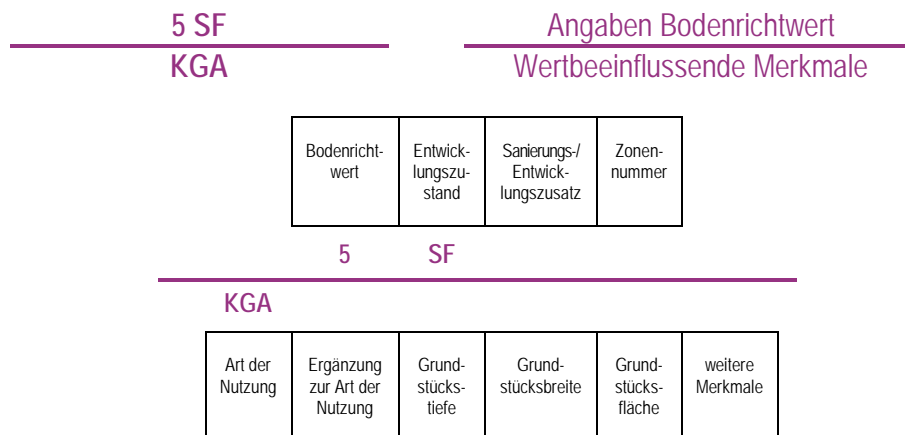 5 SF
Angaben Bodenrichtwert
KGA
Wertbeeinflussende Merkmale
Bodenricht-
wert
Entwick-
lungszu-
stand
Sanierungs-/
Entwick-
lungszusatz
Zonen-
nummer
5 SF
KGA
Art der
Nutzung
Ergänzung
zur Art der
Nutzung
Grund-
stücks-
tiefe
Grund-
stücksbreite
Grund-
stücks-
fläche
weitere
Merkmale